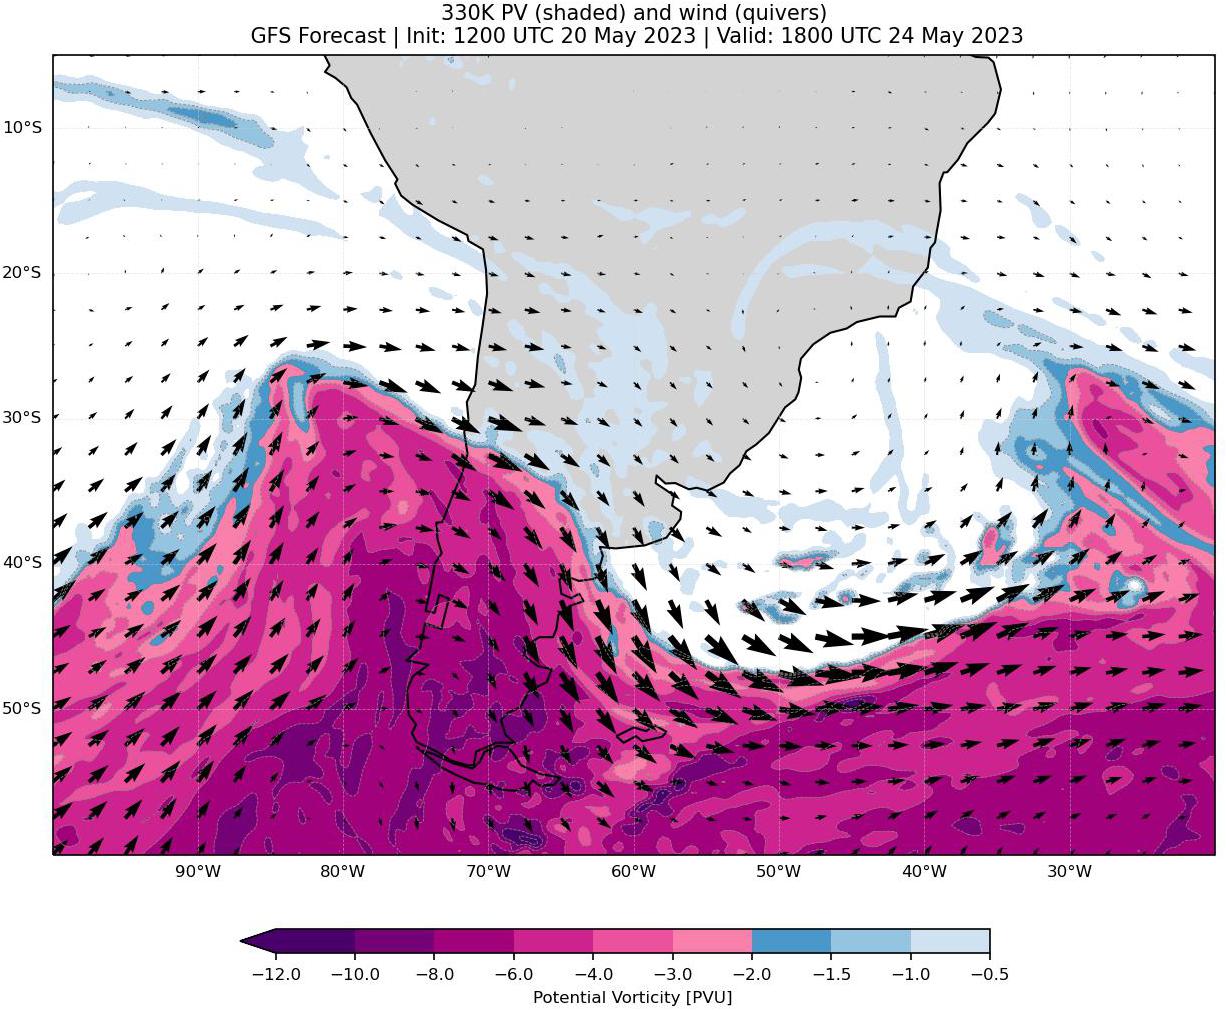 330K PV (shaded) and wind (quivers)
GFS Forecast | Init: 1200 UTC 20 May 2023 | Valid: 1800 UTC 24 May 2023
10°S
20°S
30°S
40°S
50°S
90°W 80°W 70°W 60°W 50°W 40°W 30°W
−12.0 −10.0 −8.0 −6.0 −4.0 −3.0 −2.0 −1.5 −1.0 −0.5
Potential Vorticity [PVU]